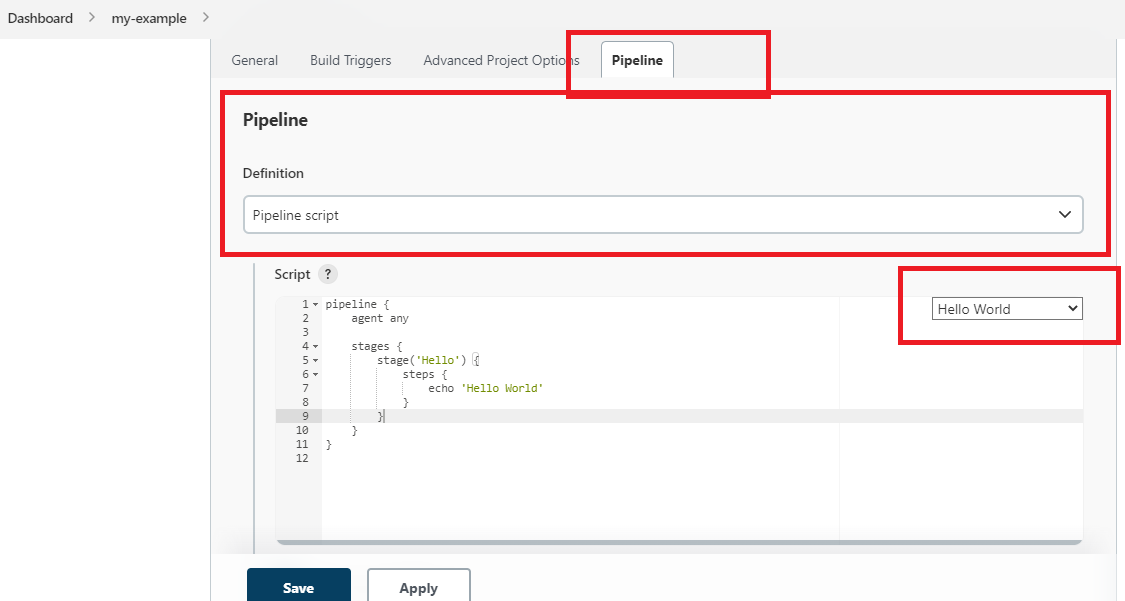 Dashboard > my-example >
General Build Triggers Advanced Project Options Pipeline
Pipeline
Definition
Pipeline script
Script ?
Hello World
1 pipeline {
2     agent any
3
4     stages {
5         stage('Hello') {
6             steps {
7                 echo 'Hello World'
8             }
9         }
10     }
11 }
12
Save Apply